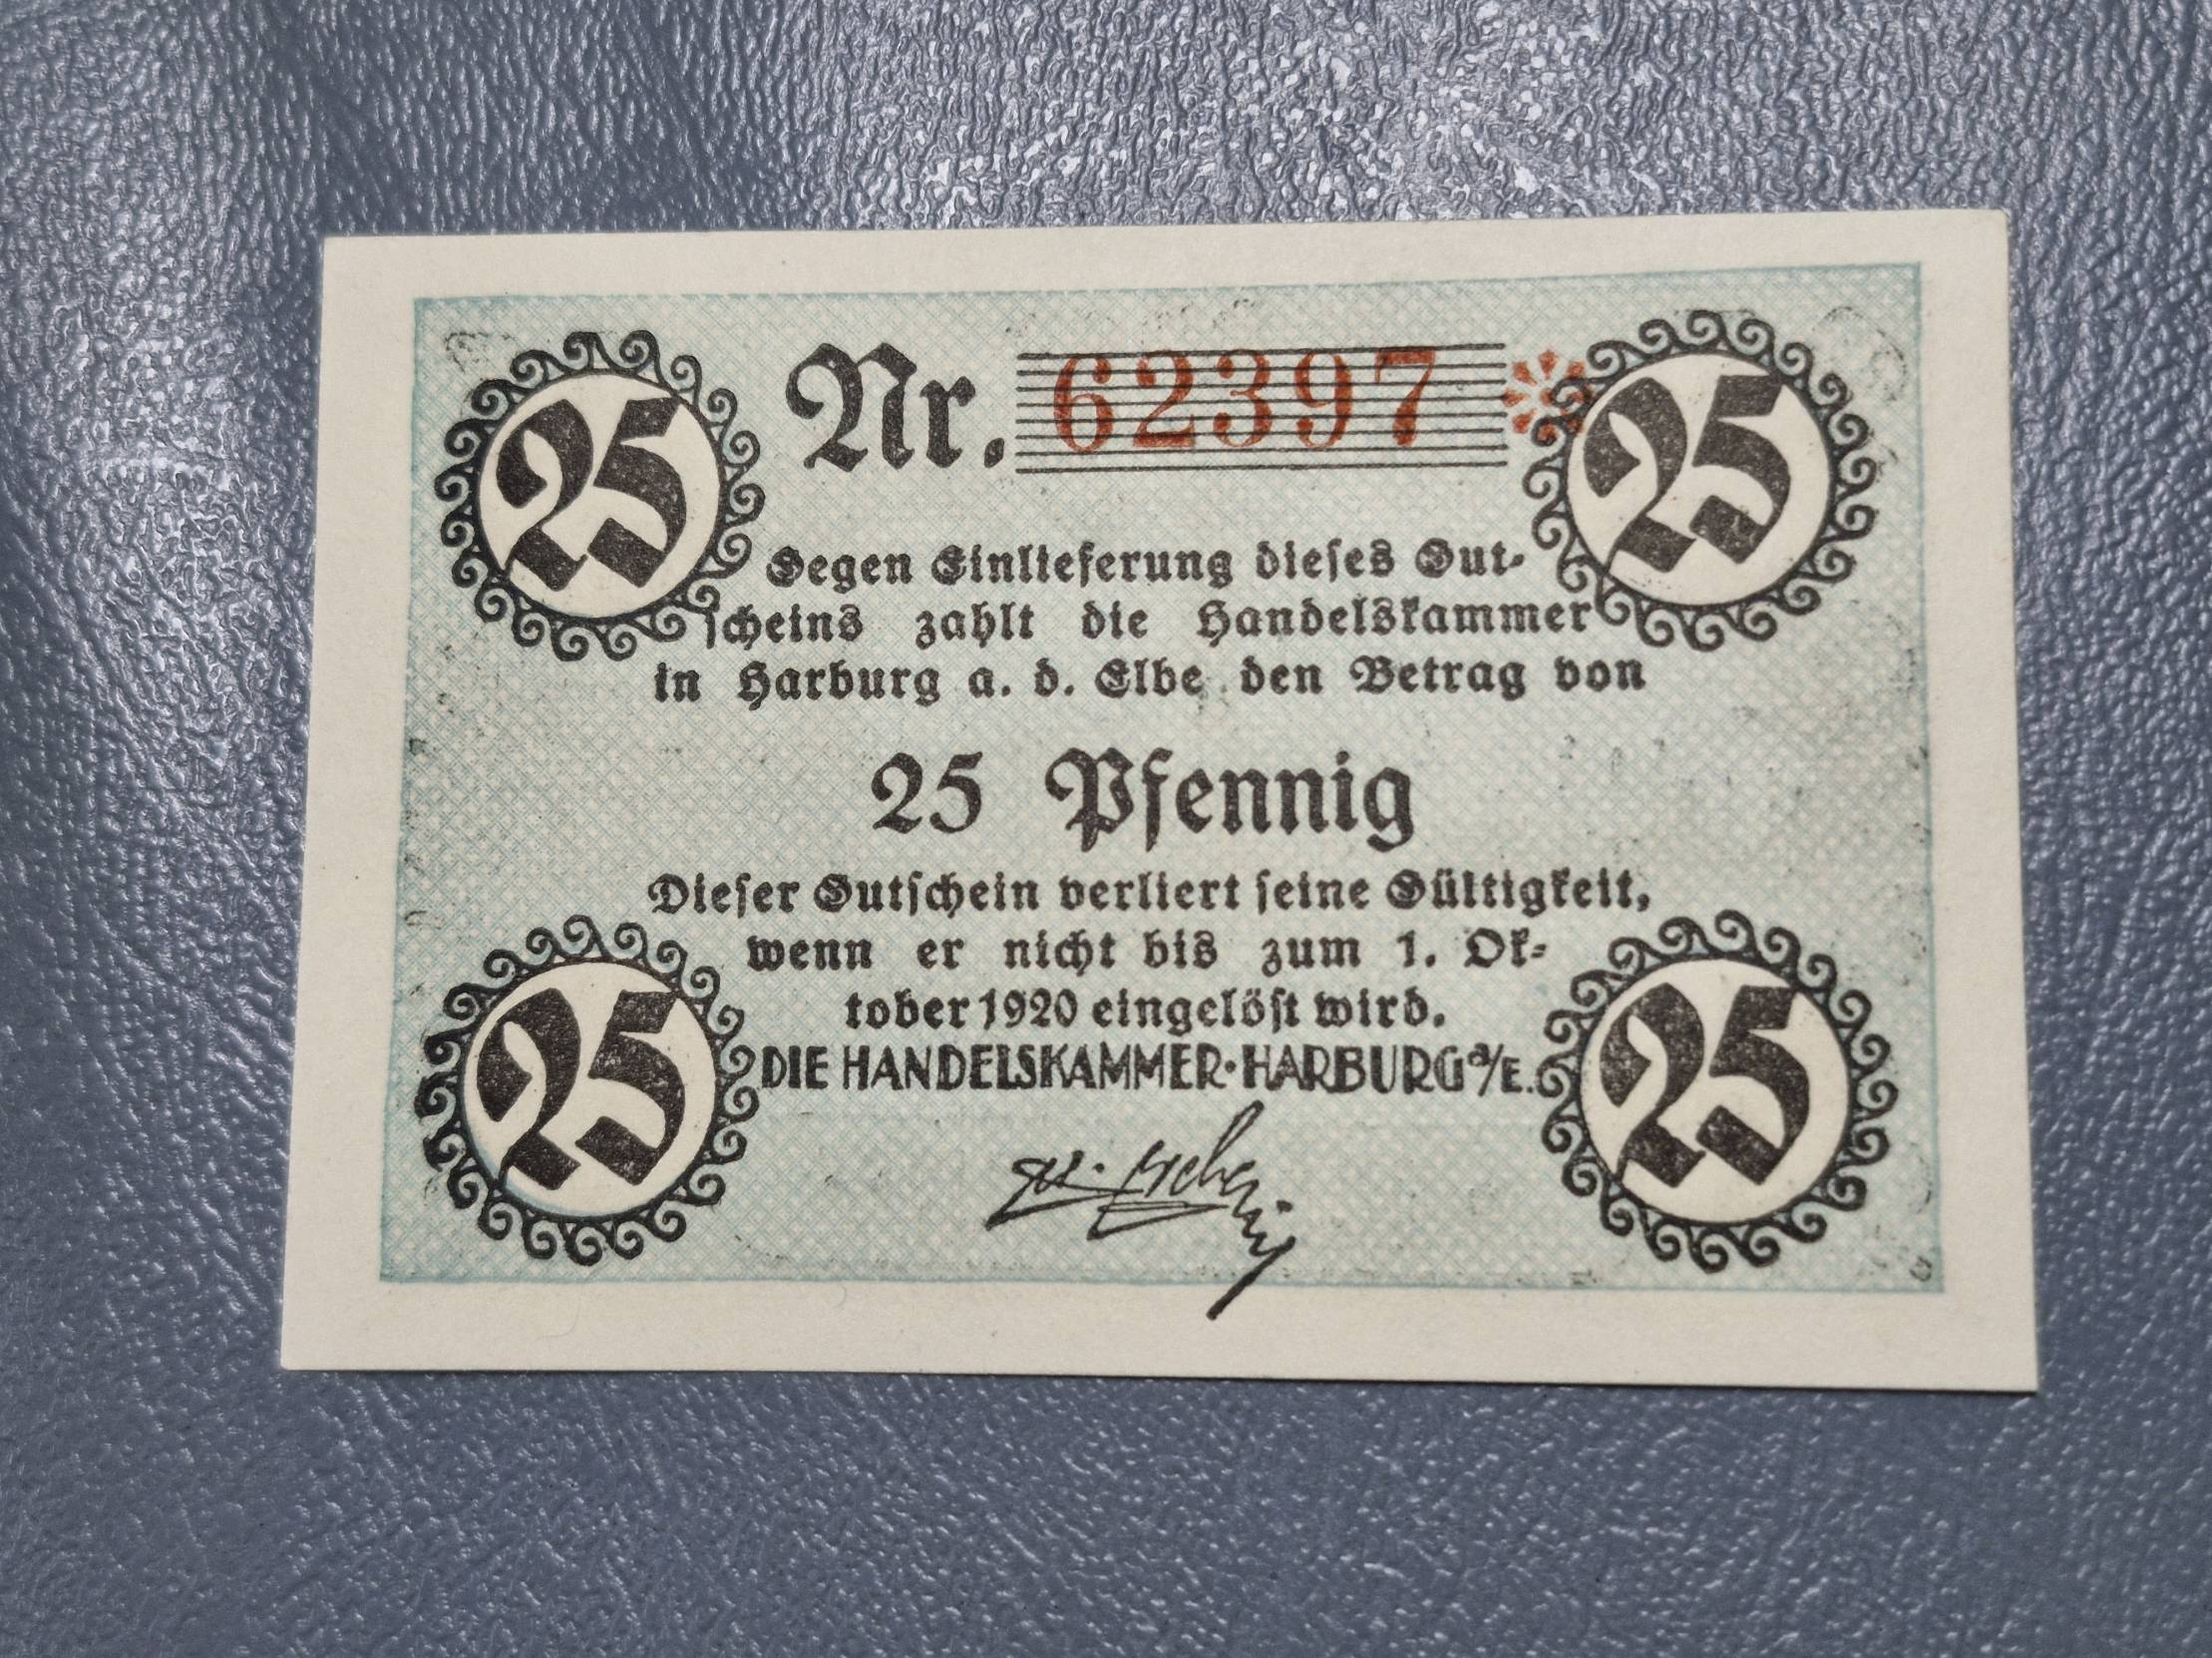 25
Nr. 62397
25
Gegen Einlieferung dieses Gut-
scheins zahlt die Handelskammer
in Harburg a. d. Elbe den Betrag von
25 Pfennig
Dieser Gutschein verliert seine Gültigkeit,
wenn er nicht bis zum 1. Ok-
tober 1920 eingelöst wird.
DIE HANDELSKAMMER·HARBURG a/E.
25
25